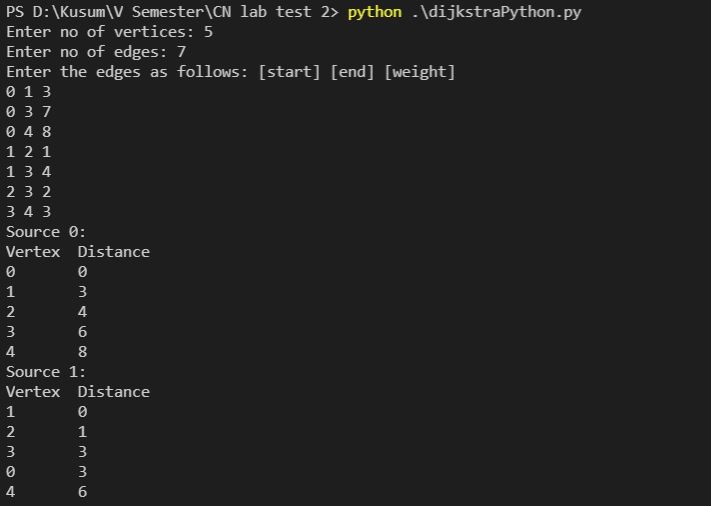 PS D:\Kusum\V Semester\CN lab test 2> python .\dijkstraPython.py
Enter no of vertices: 5
Enter no of edges: 7
Enter the edges as follows: [start] [end] [weight]
0 1 3
0 3 7
0 4 8
1 2 1
1 3 4
2 3 2
3 4 3
Source 0:
Vertex  Distance
0       0
1       3
2       4
3       6
4       8
Source 1:
Vertex  Distance
1       0
2       1
3       3
0       3
4       6